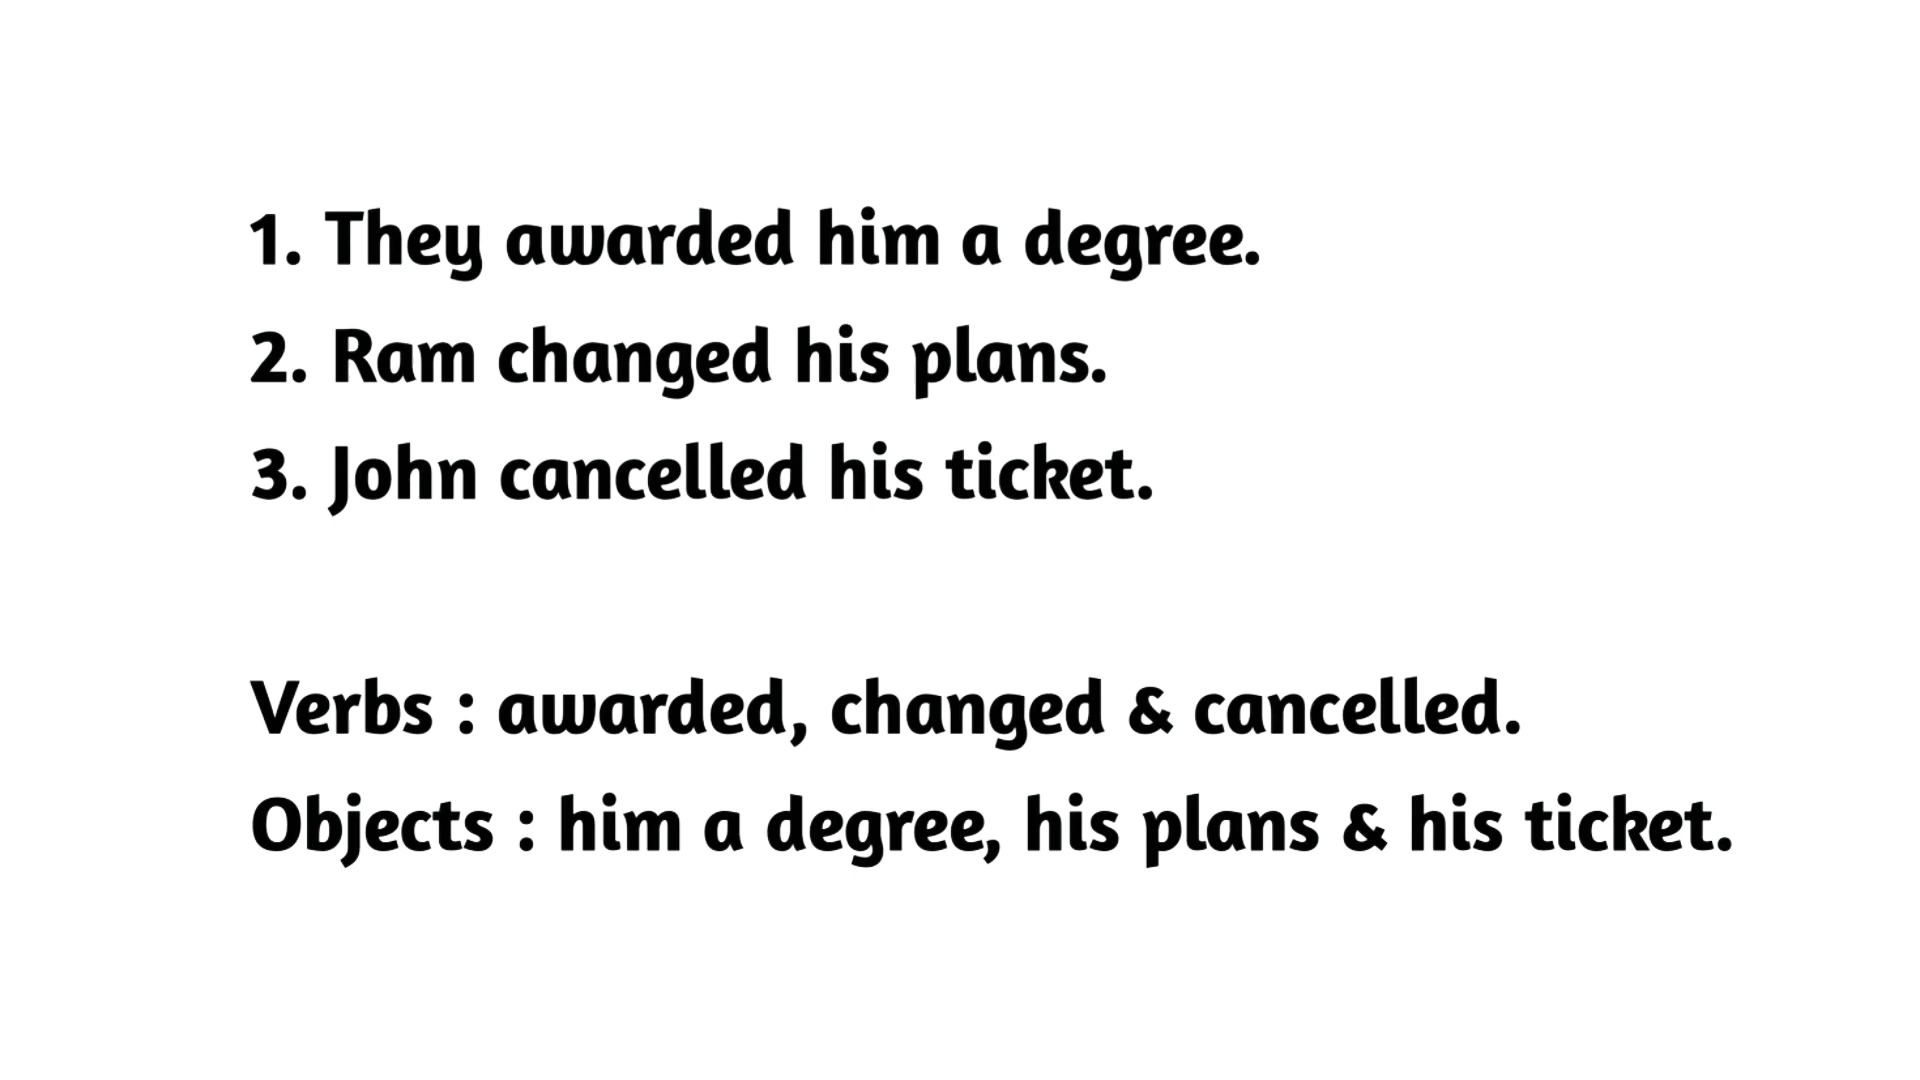 1. They awarded him a degree.
2. Ram changed his plans.
3. John cancelled his ticket.
Verbs : awarded, changed & cancelled.
Objects : him a degree, his plans & his ticket.